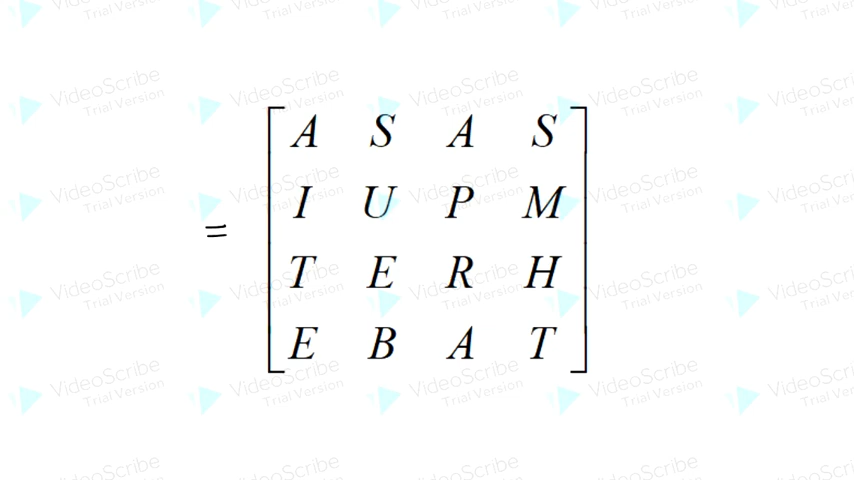 A S A S
I U P M
= T E R H
E B A T
VideoScribe
Trial Version